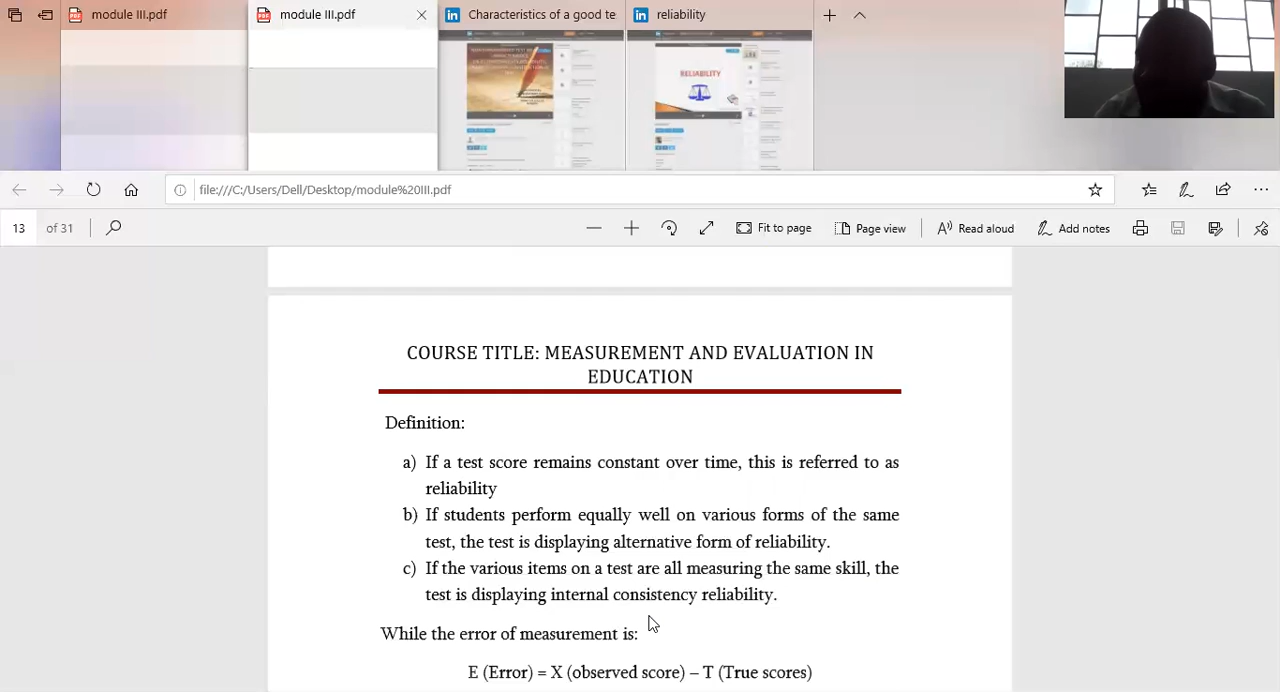 module III.pdf
module III.pdf
Characteristics of a good te
reliability
RELIABILITY
file:///C:/Users/Dell/Desktop/module%20III.pdf
13 of 31
Fit to page
Page view
Read aloud
Add notes
COURSE TITLE: MEASUREMENT AND EVALUATION IN
EDUCATION
Definition:
a) If a test score remains constant over time, this is referred to as
reliability
b) If students perform equally well on various forms of the same
test, the test is displaying alternative form of reliability.
c) If the various items on a test are all measuring the same skill, the
test is displaying internal consistency reliability.
While the error of measurement is:
E (Error) = X (observed score) – T (True scores)